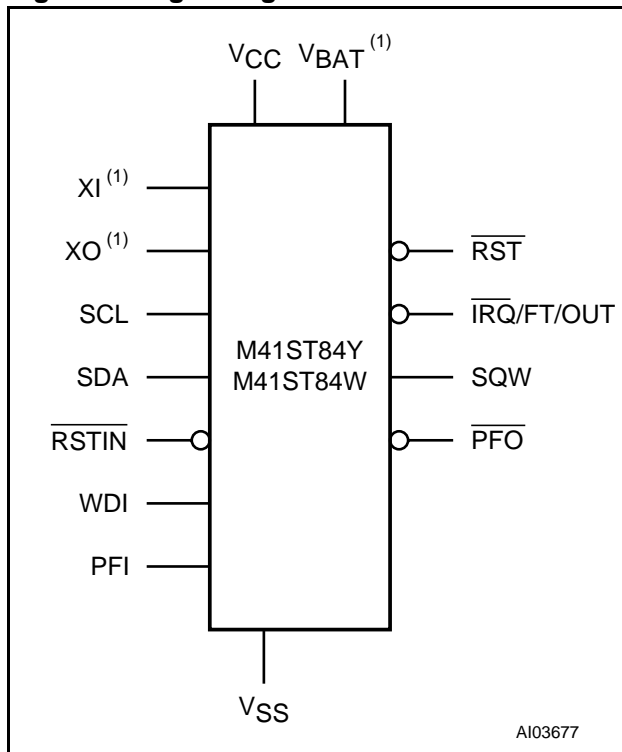 VCC VBAT (1)
XI (1)
XO (1)
SCL
SDA
RSTIN
WDI
PFI
M41ST84Y
M41ST84W
RST
IRQ/FT/OUT
SQW
PFO
VSS
AI03677